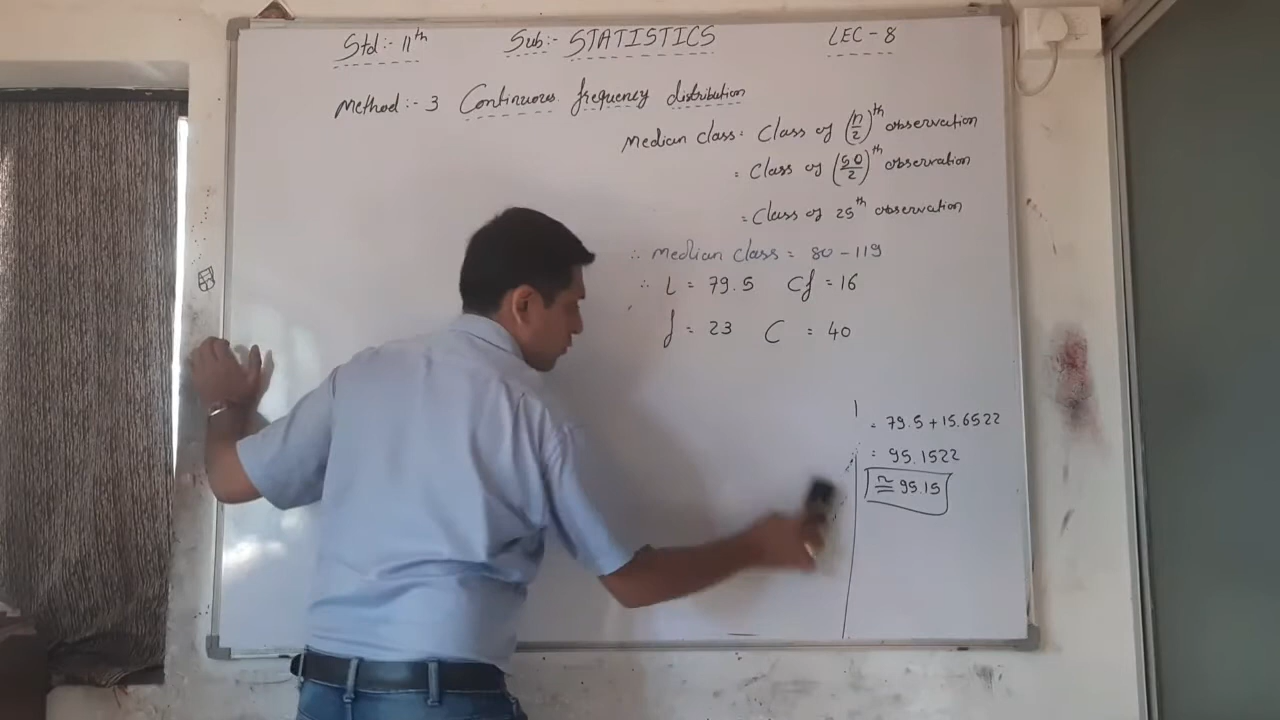 Std:- 11th Sub:- STATISTICS LEC-8
Method:- 3 Continuous frequency distribution
Median class = Class of (n/2)th observation
= Class of (50/2)th observation
= Class of 25th observation
∴ median class = 80 - 119
∴ L = 79.5 Cf = 16
f = 23 C = 40
= 79.5 + 15.6522
= 95.1522
≅ 95.15